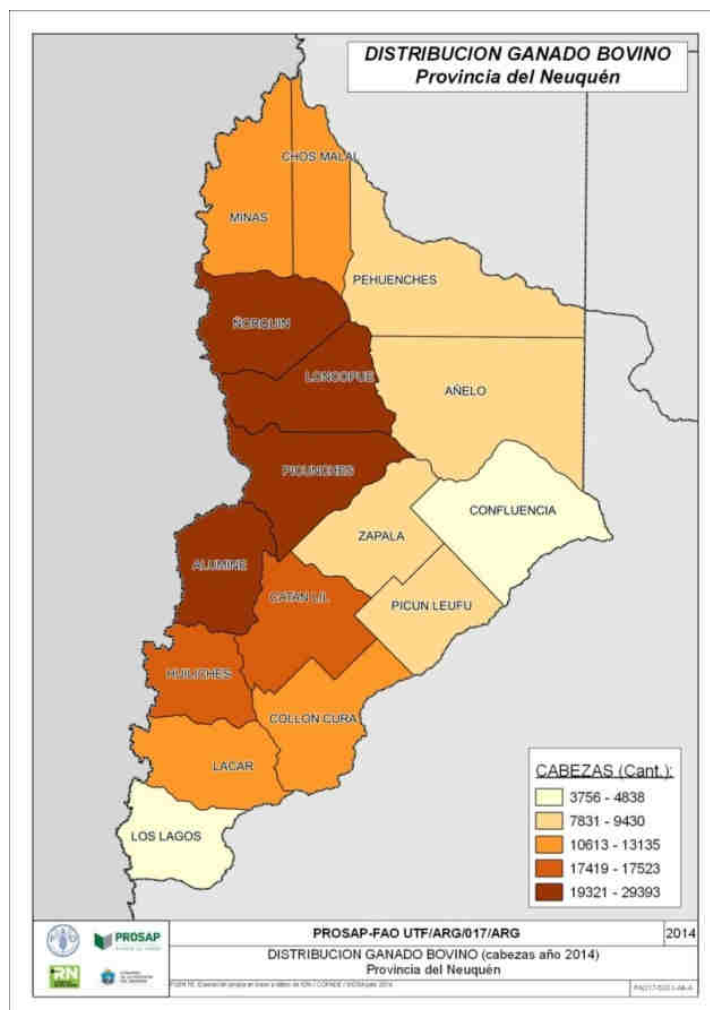 DISTRIBUCION GANADO BOVINO
Provincia del Neuquén
CHOS MALAL
MINAS
PEHUENCHES
ÑORQUIN
LONCOPUE
AÑELO
PICUNCHES
CONFLUENCIA
ZAPALA
ALUMINE
CATAN LIL
PICUN LEUFU
HUILICHES
COLLON CURA
LACAR
LOS LAGOS
CABEZAS (Cant.):
3756 - 4838
7831 - 9430
10613 - 13135
17419 - 17523
19321 - 29393
PROSAP
PROSAP-FAO UTF/ARG/017/ARG
2014
DISTRIBUCION GANADO BOVINO (cabezas año 2014)
Provincia del Neuquén
RN